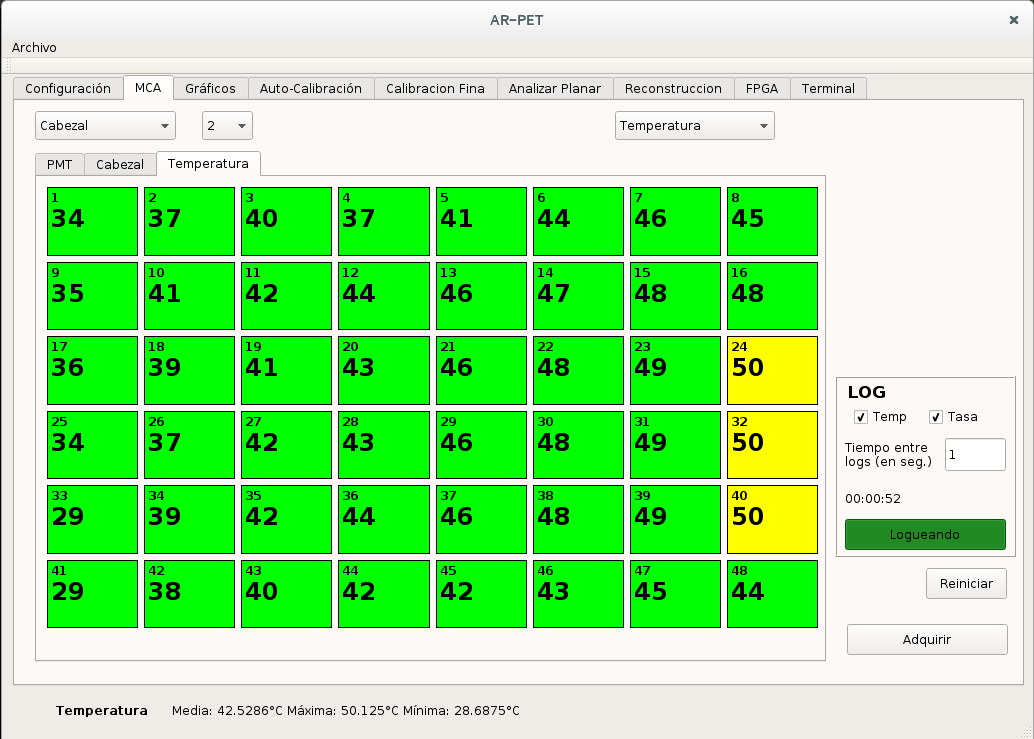 AR-PET
Archivo
Configuración MCA Gráficos Auto-Calibración Calibracion Fina Analizar Planar Reconstruccion FPGA Terminal
Cabezal 2 Temperatura
PMT Cabezal Temperatura
1 2 3 4 5 6 7 8
34 37 40 37 41 44 46 45
9 10 11 12 13 14 15 16
35 41 42 44 46 47 48 48
17 18 19 20 21 22 23 24
36 39 41 43 46 48 49 50
25 26 27 28 29 30 31 32
34 37 42 43 46 48 49 50
33 34 35 36 37 38 39 40
29 39 42 44 46 48 49 50
41 42 43 44 45 46 47 48
29 38 40 42 42 43 45 44
LOG
Temp Tasa
Tiempo entre
logs (en seg.) 1
00:00:52
Logueando
Reiniciar
Adquirir
Temperatura Media: 42.5286°C Máxima: 50.125°C Mínima: 28.6875°C